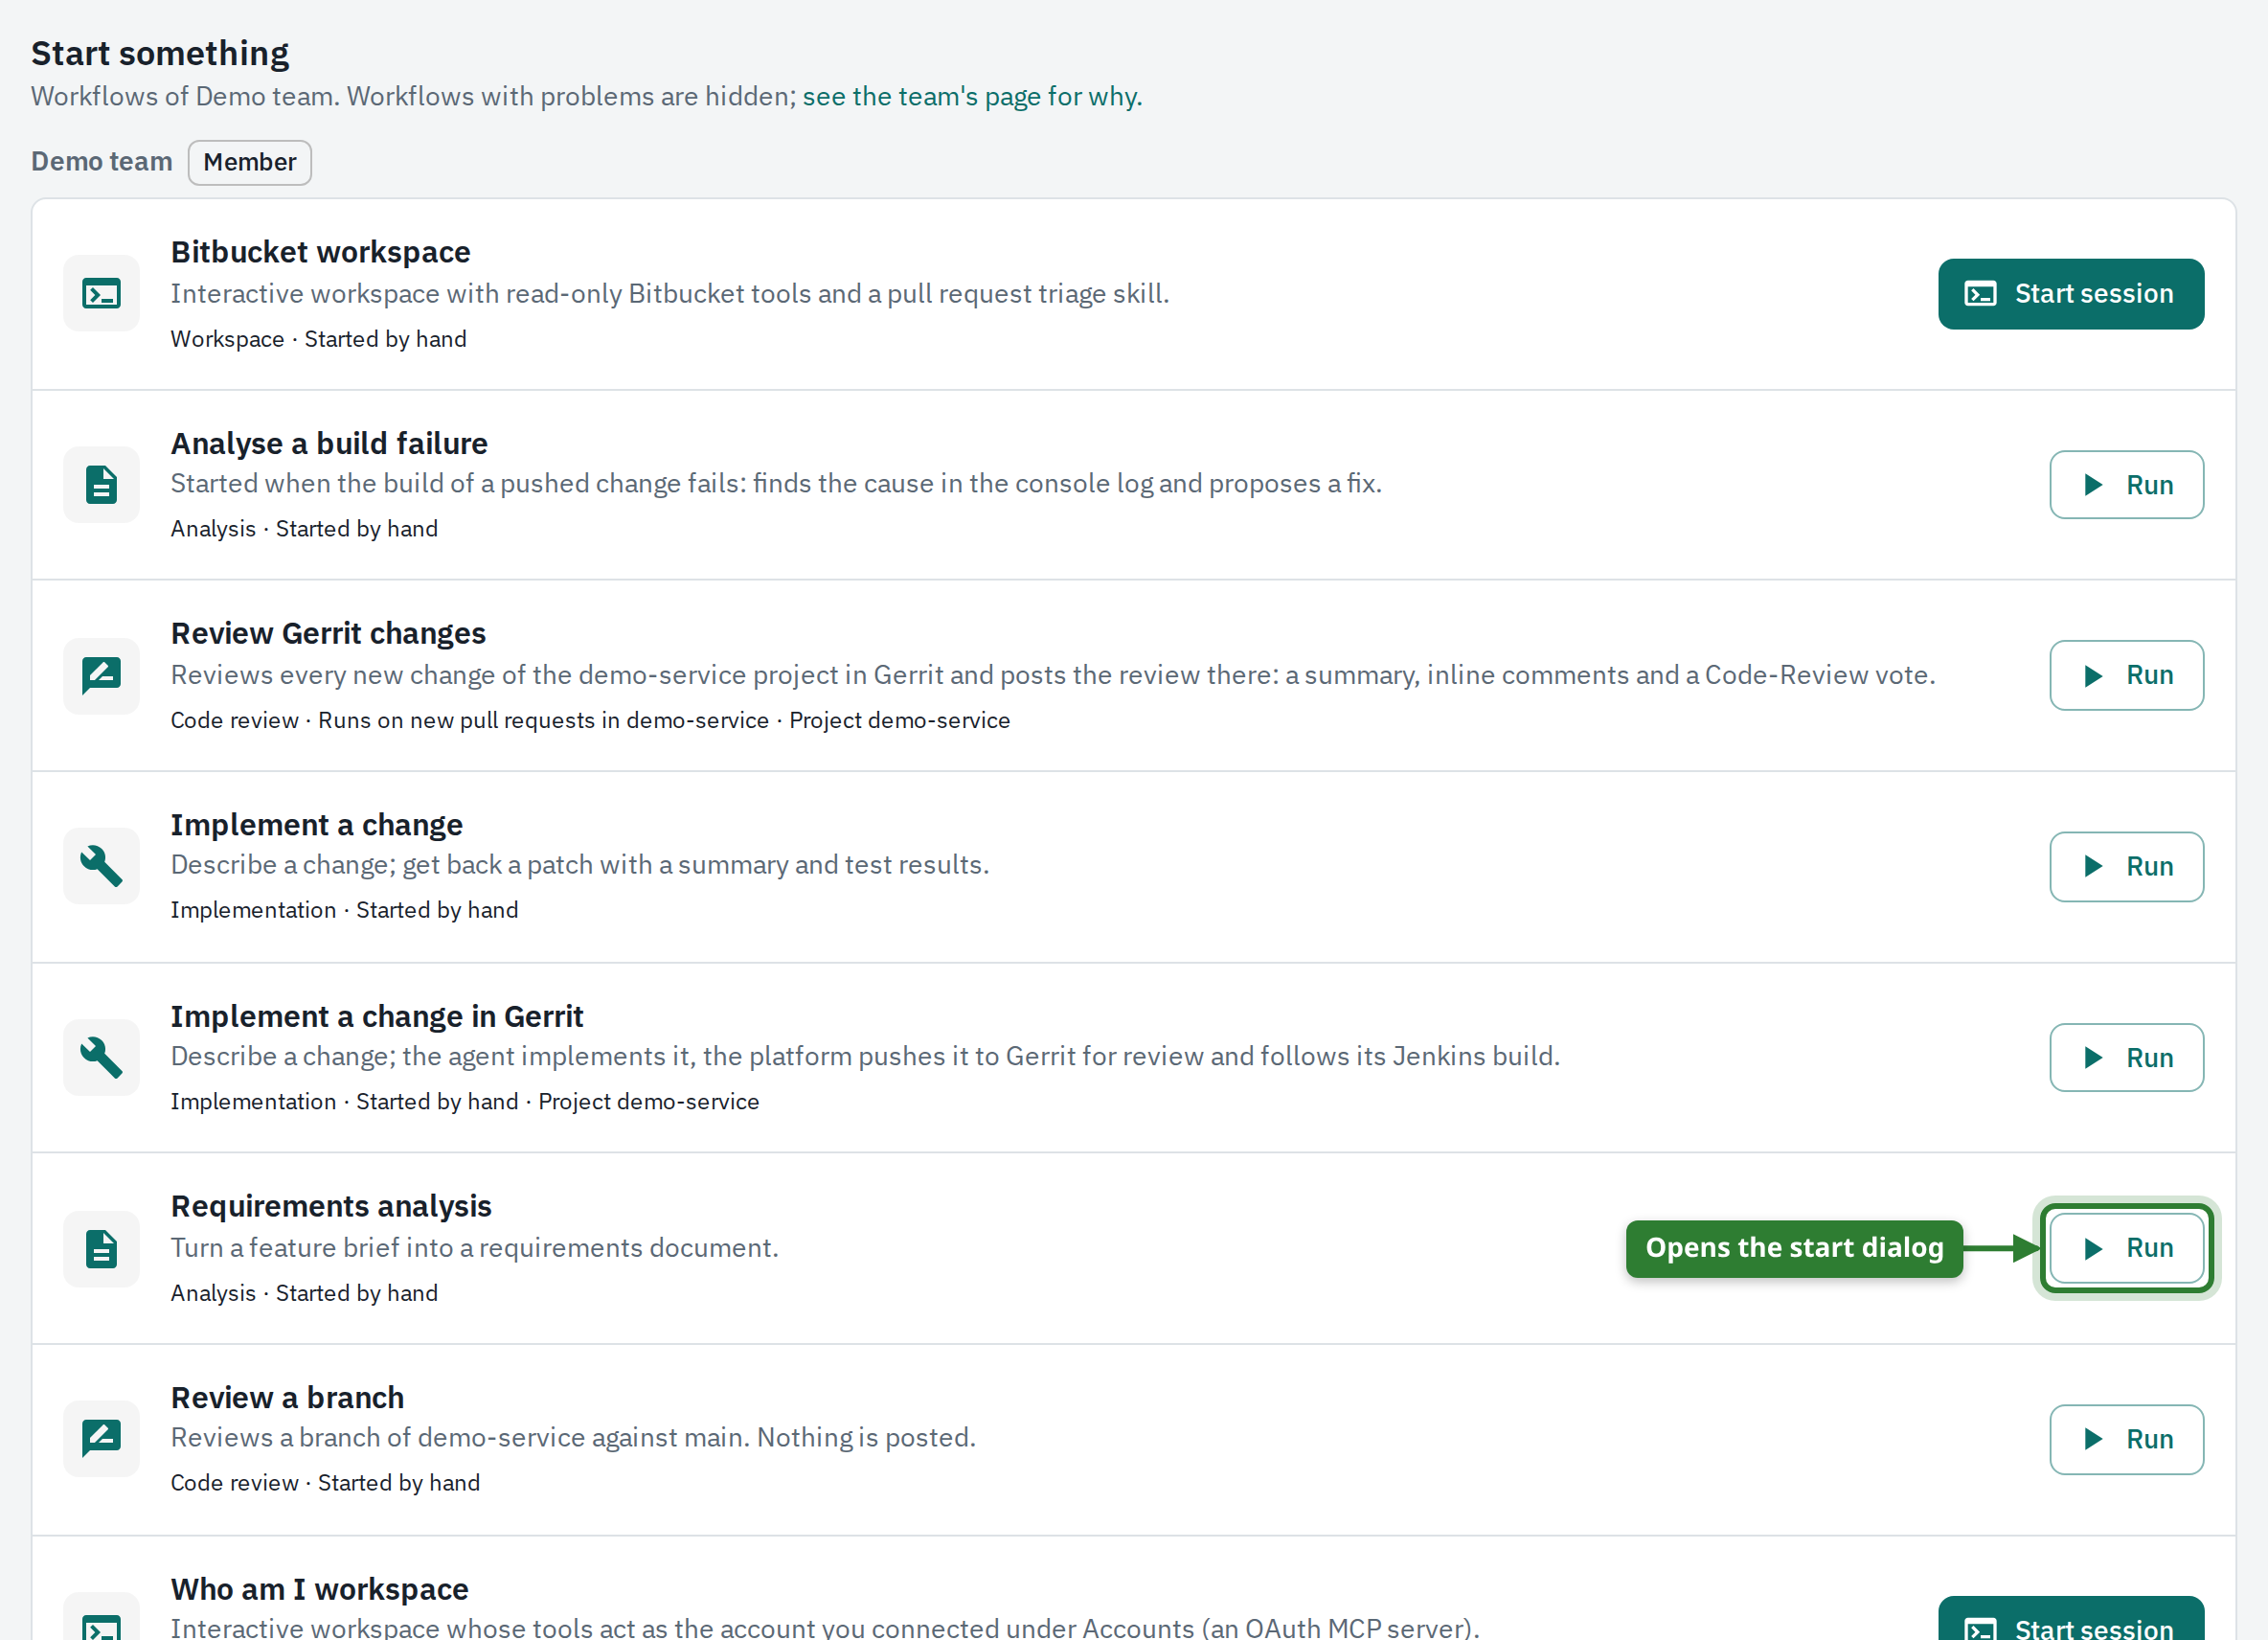 Start something
Workflows of Demo team. Workflows with problems are hidden; see the team's page for why.
Demo team Member
Bitbucket workspace
Interactive workspace with read-only Bitbucket tools and a pull request triage skill.
Workspace · Started by hand
Start session
Analyse a build failure
Started when the build of a pushed change fails: finds the cause in the console log and proposes a fix.
Analysis · Started by hand
Run
Review Gerrit changes
Reviews every new change of the demo-service project in Gerrit and posts the review there: a summary, inline comments and a Code-Review vote.
Code review · Runs on new pull requests in demo-service · Project demo-service
Run
Implement a change
Describe a change; get back a patch with a summary and test results.
Implementation · Started by hand
Run
Implement a change in Gerrit
Describe a change; the agent implements it, the platform pushes it to Gerrit for review and follows its Jenkins build.
Implementation · Started by hand · Project demo-service
Run
Requirements analysis
Turn a feature brief into a requirements document.
Analysis · Started by hand
Opens the start dialog
Run
Review a branch
Reviews a branch of demo-service against main. Nothing is posted.
Code review · Started by hand
Run
Who am I workspace
Interactive workspace whose tools act as the account you connected under Accounts (an OAuth MCP server).
Start session